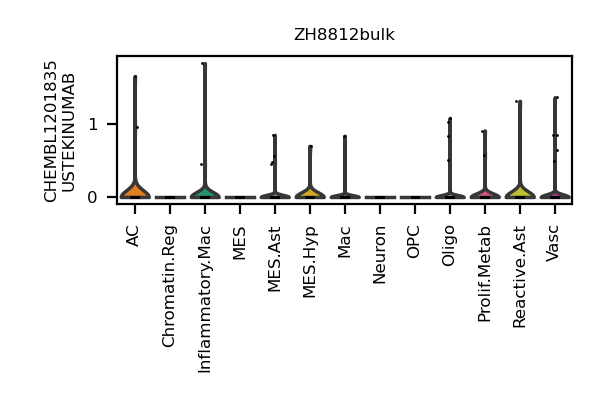 ZH8812bulk
CHEMBL1201835
USTEKINUMAB
1
0
AC
Chromatin.Reg
Inflammatory.Mac
MES
MES.Ast
MES.Hyp
Mac
Neuron
OPC
Oligo
Prolif.Metab
Reactive.Ast
Vasc